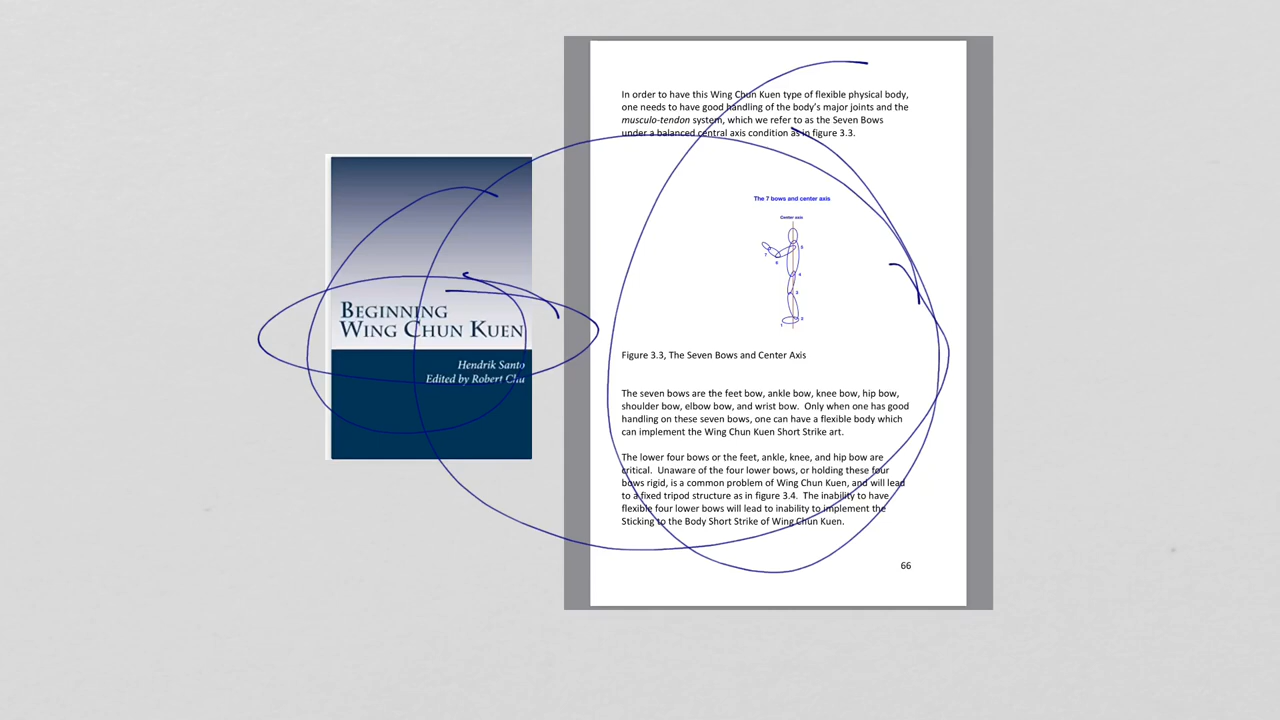 BEGINNING
WING CHUN KUEN
Hendrik Santo
Edited by Robert Chu
In order to have this Wing Chun Kuen type of flexible physical body,
one needs to have good handling of the body's major joints and the
musculo-tendon system, which we refer to as the Seven Bows
under a balanced central axis condition as in figure 3.3.
The 7 bows and center axis
Center axis
7
6
5
4
3
2
1
Figure 3.3, The Seven Bows and Center Axis
The seven bows are the feet bow, ankle bow, knee bow, hip bow,
shoulder bow, elbow bow, and wrist bow.  Only when one has good
handling on these seven bows, one can have a flexible body which
can implement the Wing Chun Kuen Short Strike art.
The lower four bows or the feet, ankle, knee, and hip bow are
critical.  Unaware of the four lower bows, or holding these four
bows rigid, is a common problem of Wing Chun Kuen, and will lead
to a fixed tripod structure as in figure 3.4.  The inability to have
flexible four lower bows will lead to inability to implement the
Sticking to the Body Short Strike of Wing Chun Kuen.
66